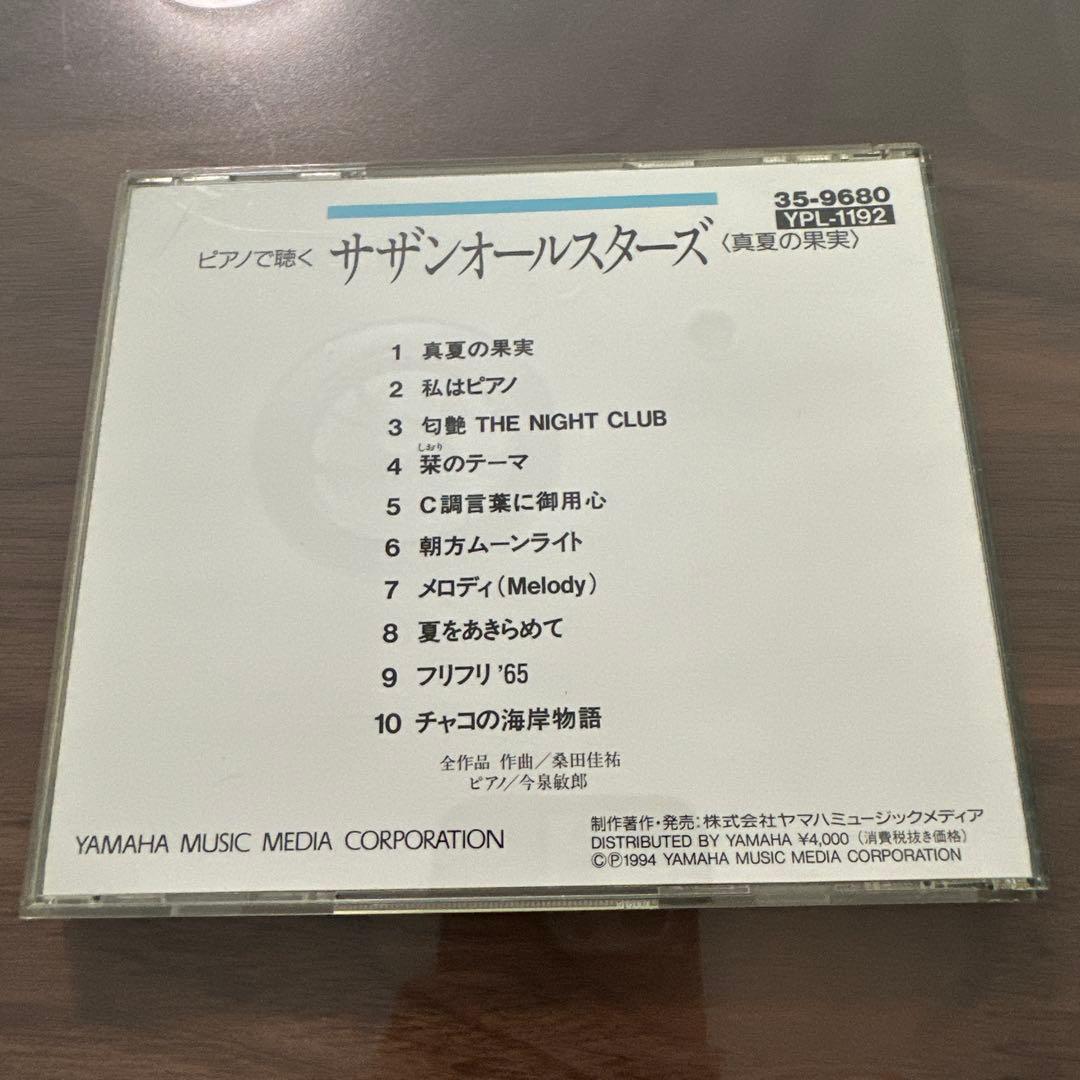 35-9680
YPL-1192
ピアノで聴く サザンオールスターズ 〈真夏の果実〉
1 真夏の果実
2 私はピアノ
3 匂艶 THE NIGHT CLUB
しおり
4 栞のテーマ
5 C調言葉に御用心
6 朝方ムーンライト
7 メロディ(Melody)
8 夏をあきらめて
9 フリフリ '65
10 チャコの海岸物語
全作品 作曲/桑田佳祐
ピアノ/今泉敏郎
YAMAHA MUSIC MEDIA CORPORATION
制作著作・発売:株式会社ヤマハミュージックメディア
DISTRIBUTED BY YAMAHA ¥4,000(消費税抜き価格)
ⒸⓅ1994 YAMAHA MUSIC MEDIA CORPORATION